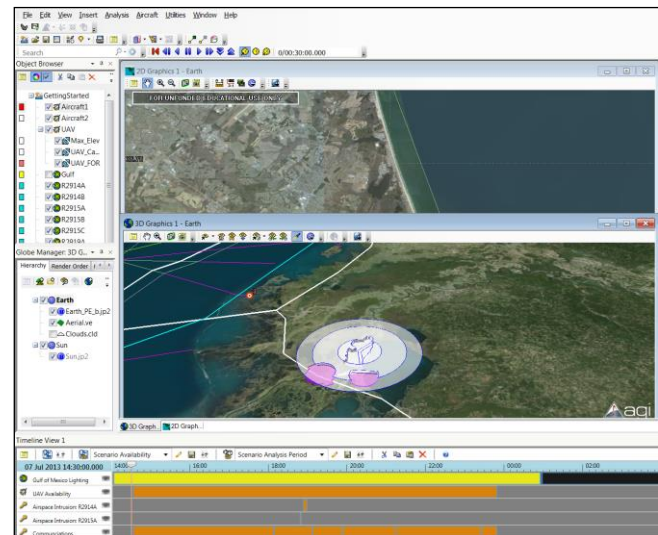 File Edit View Insert Analysis Aircraft Utilities Window Help
Search
0/00:30:00.000
Object Browser
2D Graphics 1 - Earth
FOR UNFUNDED EDUCATIONAL USE ONLY
GettingStarted
Aircraft1
Aircraft2
UAV
Max_Elev
UAV_Ca...
UAV_FOR
Gulf
R2914A
R2914B
R2915A
R2915B
R2915C
R2919A
3D Graphics 1 - Earth
Globe Manager: 3D G...
Hierarchy Render Order
Earth
Earth_PE_b.jp2
Aerial.ve
Clouds.cld
Sun
Sun.jp2
agi
3D Graph... 2D Graph...
Timeline View 1
Scenario Availability Scenario Analysis Period
07 Jul 2013 14:30:00.000 14:00 16:00 18:00 20:00 22:00 00:00 02:00
Gulf of Mexico Lighting
UAV Availability
Airspace Intrusion R2914A
Airspace Intrusion R2915A
Communications